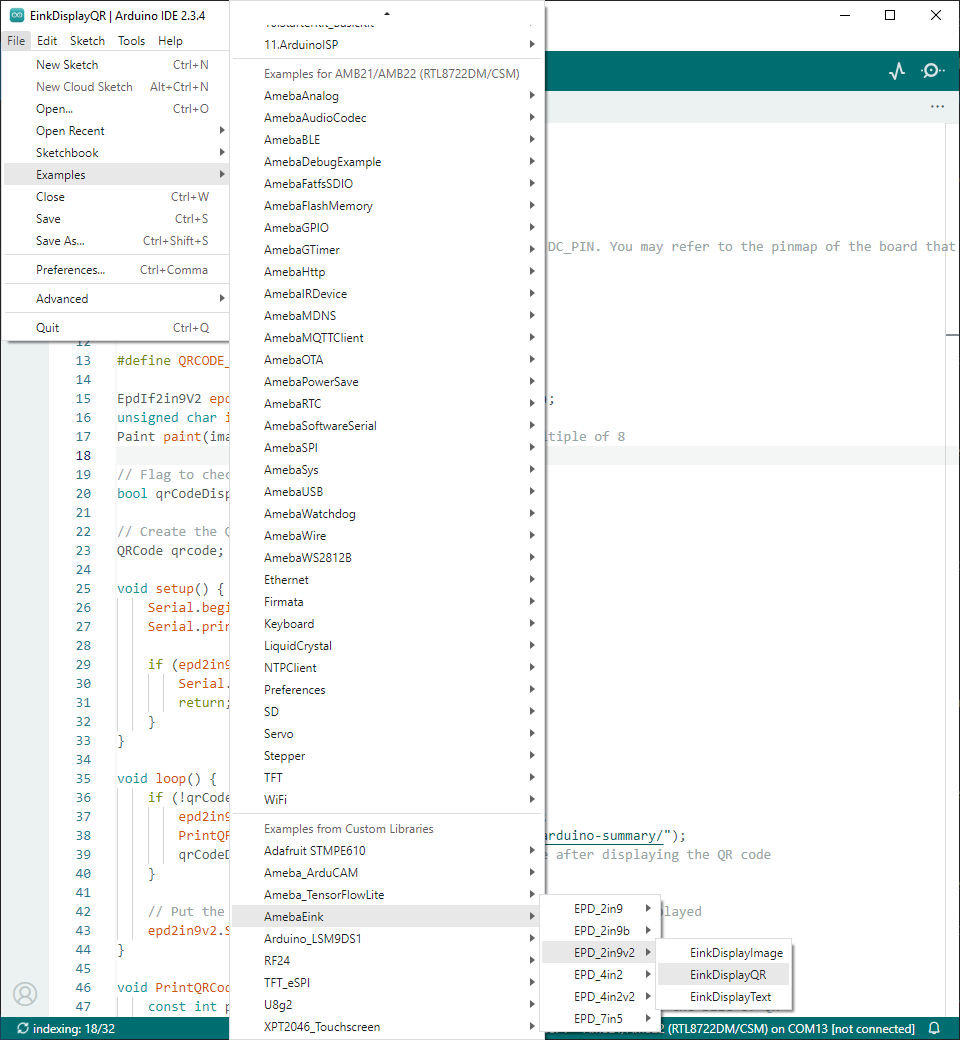 EinkDisplayQR | Arduino IDE 2.3.4
File Edit Sketch Tools Help
New Sketch Ctrl+N
New Cloud Sketch Alt+Ctrl+N
Open... Ctrl+O
Open Recent
Sketchbook
Examples
Close Ctrl+W
Save Ctrl+S
Save As... Ctrl+Shift+S
Preferences... Ctrl+Comma
Advanced
Quit Ctrl+Q
11.ArduinoISP
Examples for AMB21/AMB22 (RTL8722DM/CSM)
AmebaAnalog
AmebaAudioCodec
AmebaBLE
AmebaDebugExample
AmebaFatfsSDIO
AmebaFlashMemory
AmebaGPIO
AmebaGTimer
AmebaHttp
AmebaIRDevice
AmebaMDNS
AmebaMQTTClient
AmebaOTA
AmebaPowerSave
AmebaRTC
AmebaSoftwareSerial
AmebaSPI
AmebaSys
AmebaUSB
AmebaWatchdog
AmebaWire
AmebaWS2812B
Ethernet
Firmata
Keyboard
LiquidCrystal
NTPClient
Preferences
SD
Servo
Stepper
TFT
WiFi
Examples from Custom Libraries
Adafruit STMPE610
Ameba_ArduCAM
Ameba_TensorFlowLite
AmebaEink
Arduino_LSM9DS1
RF24
TFT_eSPI
U8g2
XPT2046_Touchscreen
EPD_2in9
EPD_2in9b
EPD_2in9v2
EPD_4in2
EPD_4in2v2
EPD_7in5
EinkDisplayImage
EinkDisplayQR
EinkDisplayText
DC_PIN. You may refer to the pinmap of the board that
12
13 #define QRCODE_
14
15 EpdIf2in9V2 epd );
16 unsigned char i
17 Paint paint(ima tiple of 8
18
19 // Flag to chec
20 bool qrCodeDisp
21
22 // Create the Q
23 QRCode qrcode;
24
25 void setup() {
26 Serial.begi
27 Serial.prin
28
29 if (epd2in9
30 Serial.
31 return;
32 }
33 }
34
35 void loop() {
36 if (!qrCode
37 epd2in9
38 PrintQR arduino-summary/");
39 qrCodeD after displaying the QR code
40 }
41
42 // Put the layed
43 epd2in9v2.S
44 }
45
46 void PrintQRCod
47 const int p
indexing: 18/32
(RTL8722DM/CSM) on COM13 [not connected]